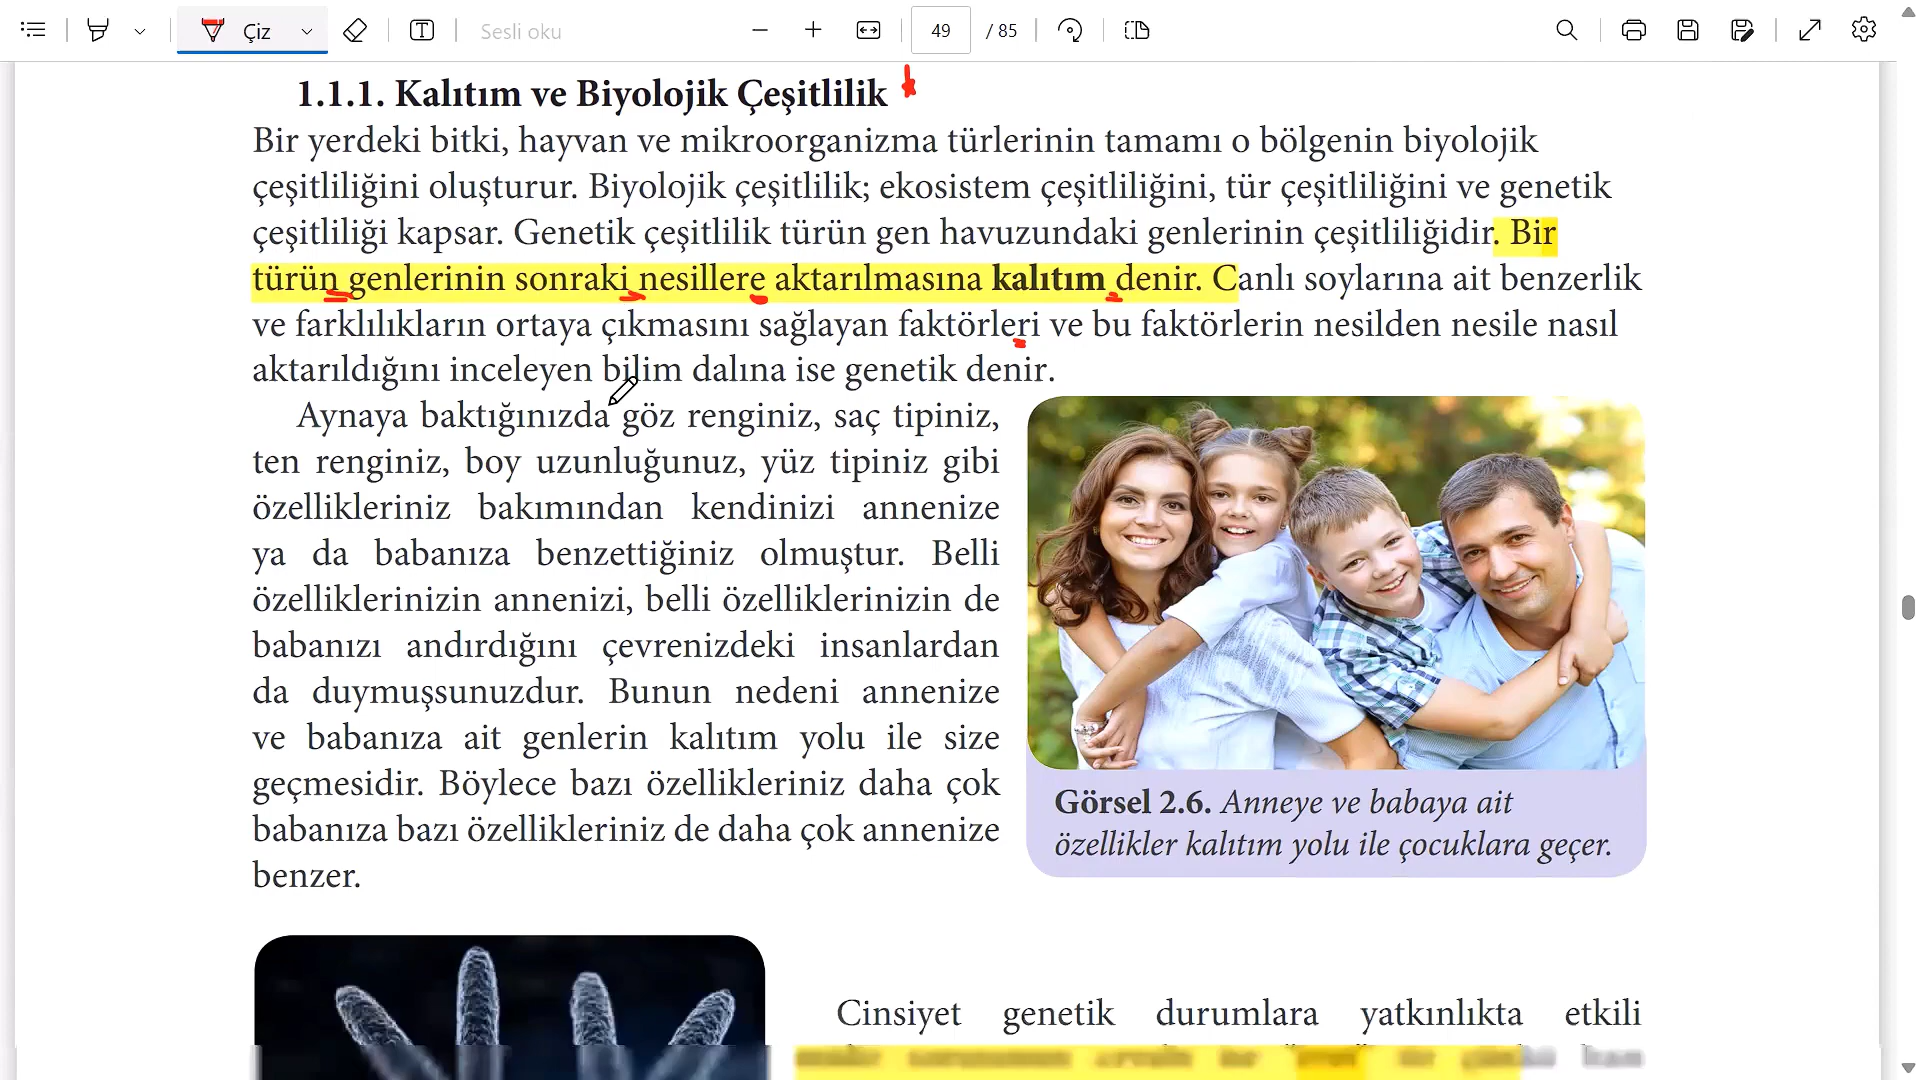 Çiz
Sesli oku
49 / 85
1.1.1. Kalıtım ve Biyolojik Çeşitlilik
Bir yerdeki bitki, hayvan ve mikroorganizma türlerinin tamamı o bölgenin biyolojik
çeşitliliğini oluşturur. Biyolojik çeşitlilik; ekosistem çeşitliliğini, tür çeşitliliğini ve genetik
çeşitliliği kapsar. Genetik çeşitlilik türün gen havuzundaki genlerinin çeşitliliğidir. Bir
türün genlerinin sonraki nesillere aktarılmasına kalıtım denir. Canlı soylarına ait benzerlik
ve farklılıkların ortaya çıkmasını sağlayan faktörleri ve bu faktörlerin nesilden nesile nasıl
aktarıldığını inceleyen bilim dalına ise genetik denir.
Aynaya baktığınızda göz renginiz, saç tipiniz,
ten renginiz, boy uzunluğunuz, yüz tipiniz gibi
özellikleriniz bakımından kendinizi annenize
ya da babanıza benzettiğiniz olmuştur. Belli
özelliklerinizin annenizi, belli özelliklerinizin de
babanızı andırdığını çevrenizdeki insanlardan
da duymuşsunuzdur. Bunun nedeni annenize
ve babanıza ait genlerin kalıtım yolu ile size
geçmesidir. Böylece bazı özellikleriniz daha çok
babanıza bazı özellikleriniz de daha çok annenize
benzer.
Görsel 2.6. Anneye ve babaya ait
özellikler kalıtım yolu ile çocuklara geçer.
Cinsiyet genetik durumlara yatkınlıkta etkili